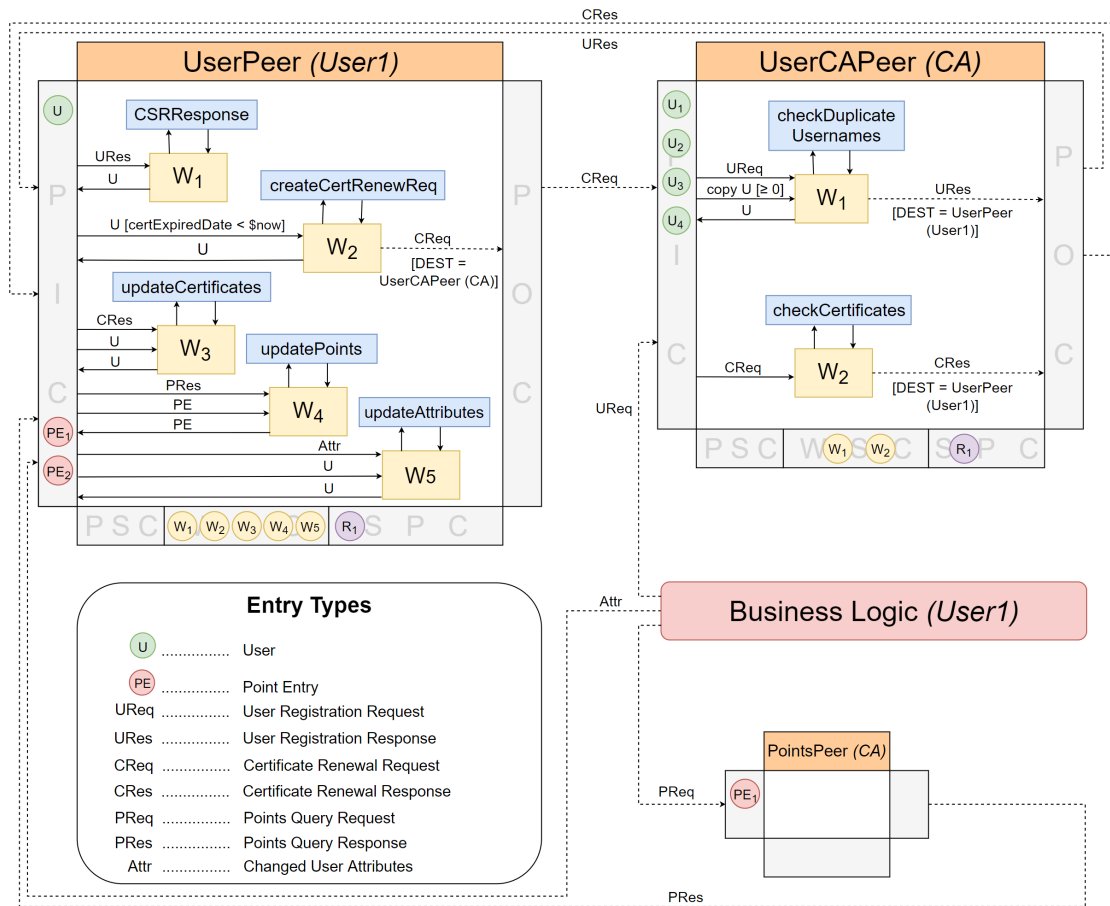 CRes
URes
UserPeer (User1)
U
CSRResponse
URes
U
W1
createCertRenewReq
U [certExpiredDate < $now]
U
W2
CReq
[DEST =
UserCAPeer (CA)]
updateCertificates
CRes
U
U
W3
updatePoints
PRes
PE
PE
W4
updateAttributes
Attr
U
U
W5
P
I
C
PE1
PE2
P
O
C
P S C
W1
W2
W3
W4
W5
R1
S P C
CReq
UserCAPeer (CA)
U1
U2
U3
U4
P
I
C
checkDuplicate
Usernames
UReq
copy U [≥ 0]
U
W1
URes
[DEST = UserPeer
(User1)]
checkCertificates
CReq
W2
CRes
[DEST = UserPeer
(User1)]
P
O
C
P S C
W S C
W1
W2
R1
S P C
UReq
Attr
Business Logic (User1)
Entry Types
U ................ User
PE ................ Point Entry
UReq ................ User Registration Request
URes ................ User Registration Response
CReq ................ Certificate Renewal Request
CRes ................ Certificate Renewal Response
PReq ................ Points Query Request
PRes ................ Points Query Response
Attr ................ Changed User Attributes
PReq
PointsPeer (CA)
PE1
PRes